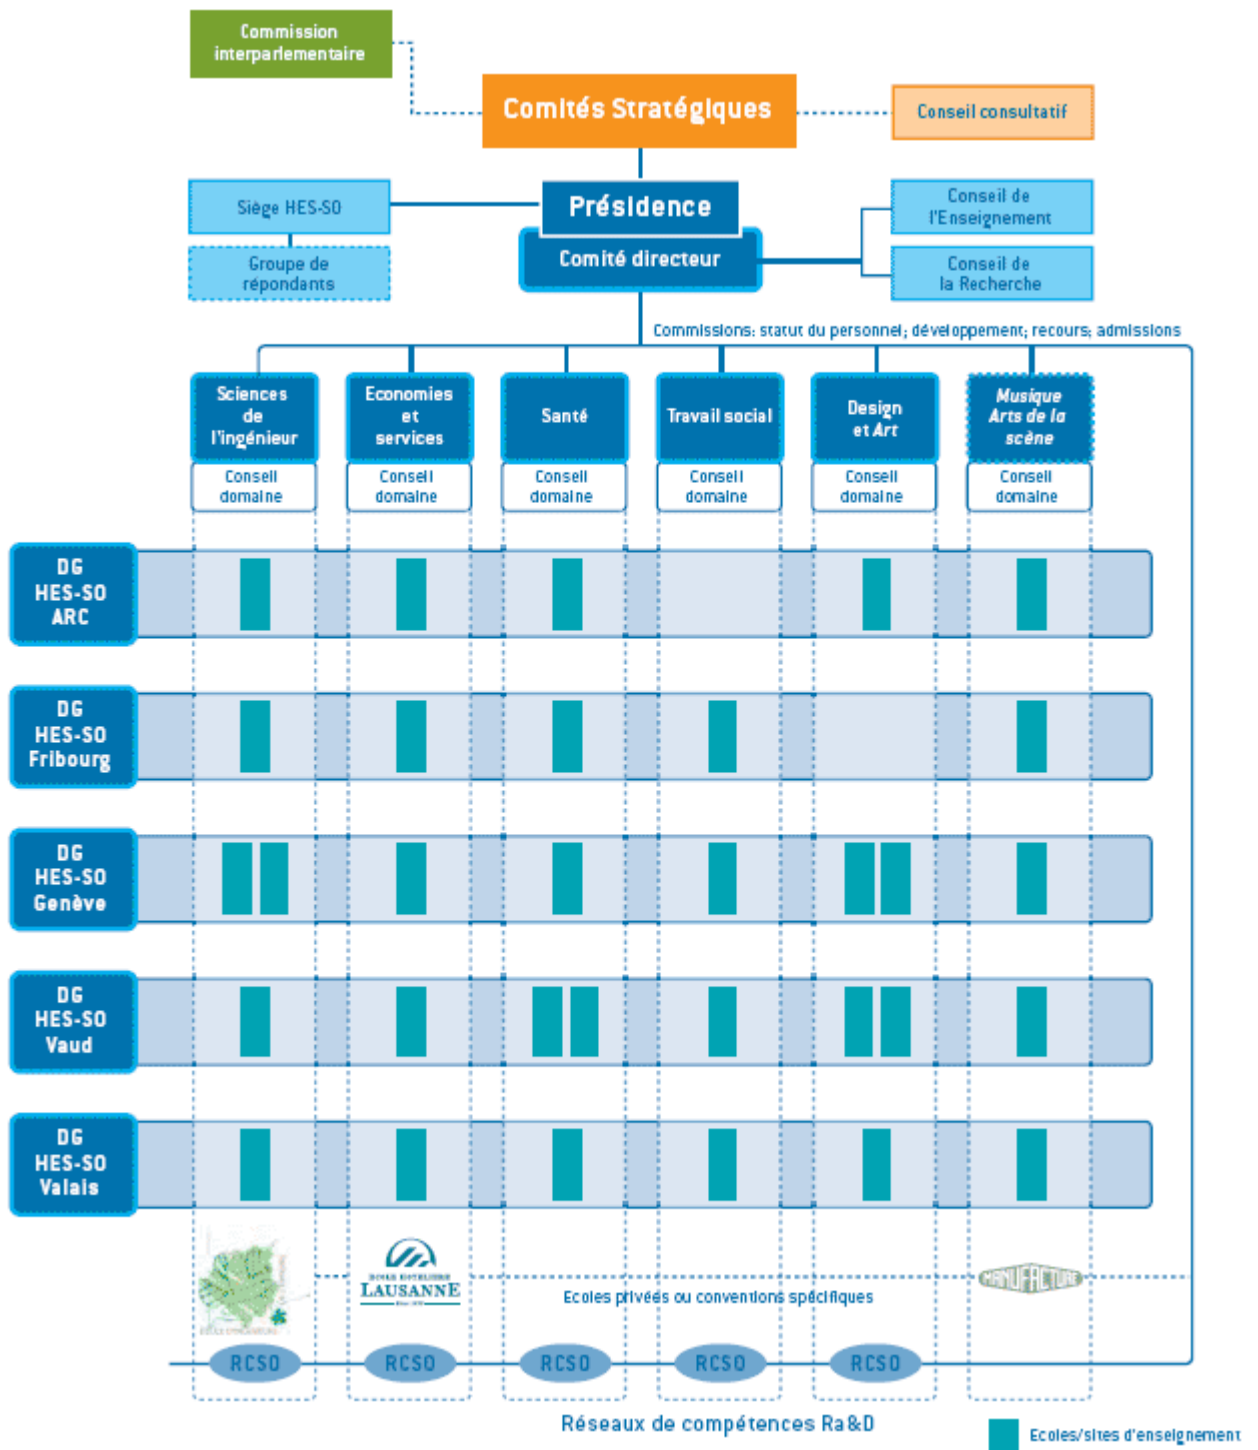 Commission
interparlementaire
Comités Stratégiques
Conseil consultatif
Siège HES-SO
Présidence
Conseil de
l'Enseignement
Groupe de
répondants
Comité directeur
Conseil de
la Recherche
Commissions: statut du personnel; développement; recours; admissions
Sciences
de
l'ingénieur
Economies
et
services
Santé
Travail social
Design
et Art
Musique
Arts de la
scène
Conseil
domaine
Conseil
domaine
Conseil
domaine
Conseil
domaine
Conseil
domaine
Conseil
domaine
DG
HES-SO
ARC
DG
HES-SO
Fribourg
DG
HES-SO
Genève
DG
HES-SO
Vaud
DG
HES-SO
Valais
ECOLE HOTELIERE
LAUSANNE
MANUFACTURE
Ecoles privées ou conventions spécifiques
RCSO
RCSO
RCSO
RCSO
RCSO
Réseaux de compétences Ra&D
Ecoles/sites d'enseignement